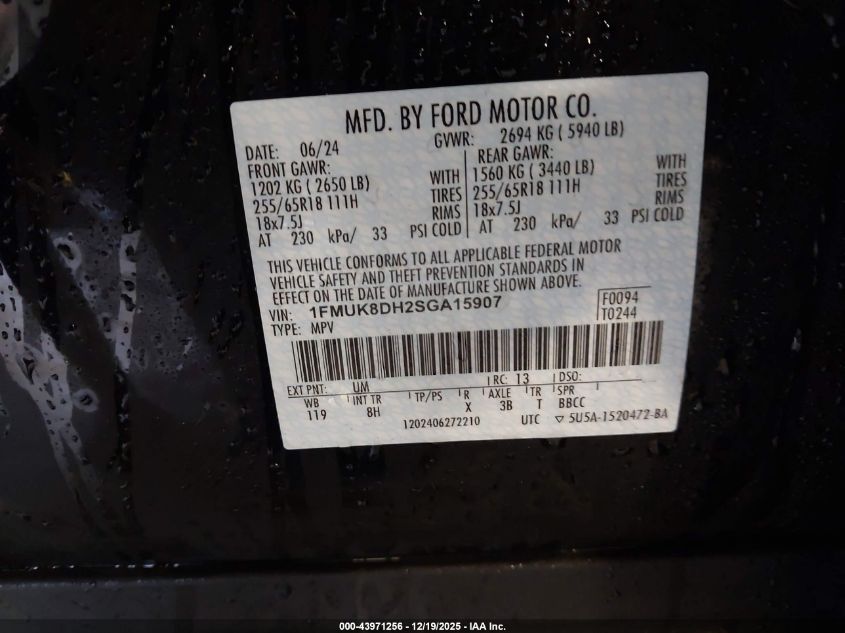 MFD. BY FORD MOTOR CO.
DATE: 06/24 GVWR: 2694 KG ( 5940 LB)
FRONT GAWR: REAR GAWR:
1202 KG ( 2650 LB) WITH 1560 KG ( 3440 LB) WITH
255/65R18 111H TIRES 255/65R18 111H TIRES
18x7.5J RIMS 18x7.5J RIMS
AT 230 kPa/ 33 PSI COLD AT 230 kPa/ 33 PSI COLD
THIS VEHICLE CONFORMS TO ALL APPLICABLE FEDERAL MOTOR
VEHICLE SAFETY AND THEFT PREVENTION STANDARDS IN
EFFECT ON THE DATE OF MANUFACTURE SHOWN ABOVE.
VIN: 1FMUK8DH2SGA15907 F0094
TYPE: MPV T0244
EXT PNT: UM RC: 13 DSO:
WB INT TR TP/PS R AXLE TR SPR
119 8H X 3B T BBCC
1202406272210 UTC ▽ 5U5A-1520472-BA
000-43971256 - 12/19/2025 - IAA Inc.